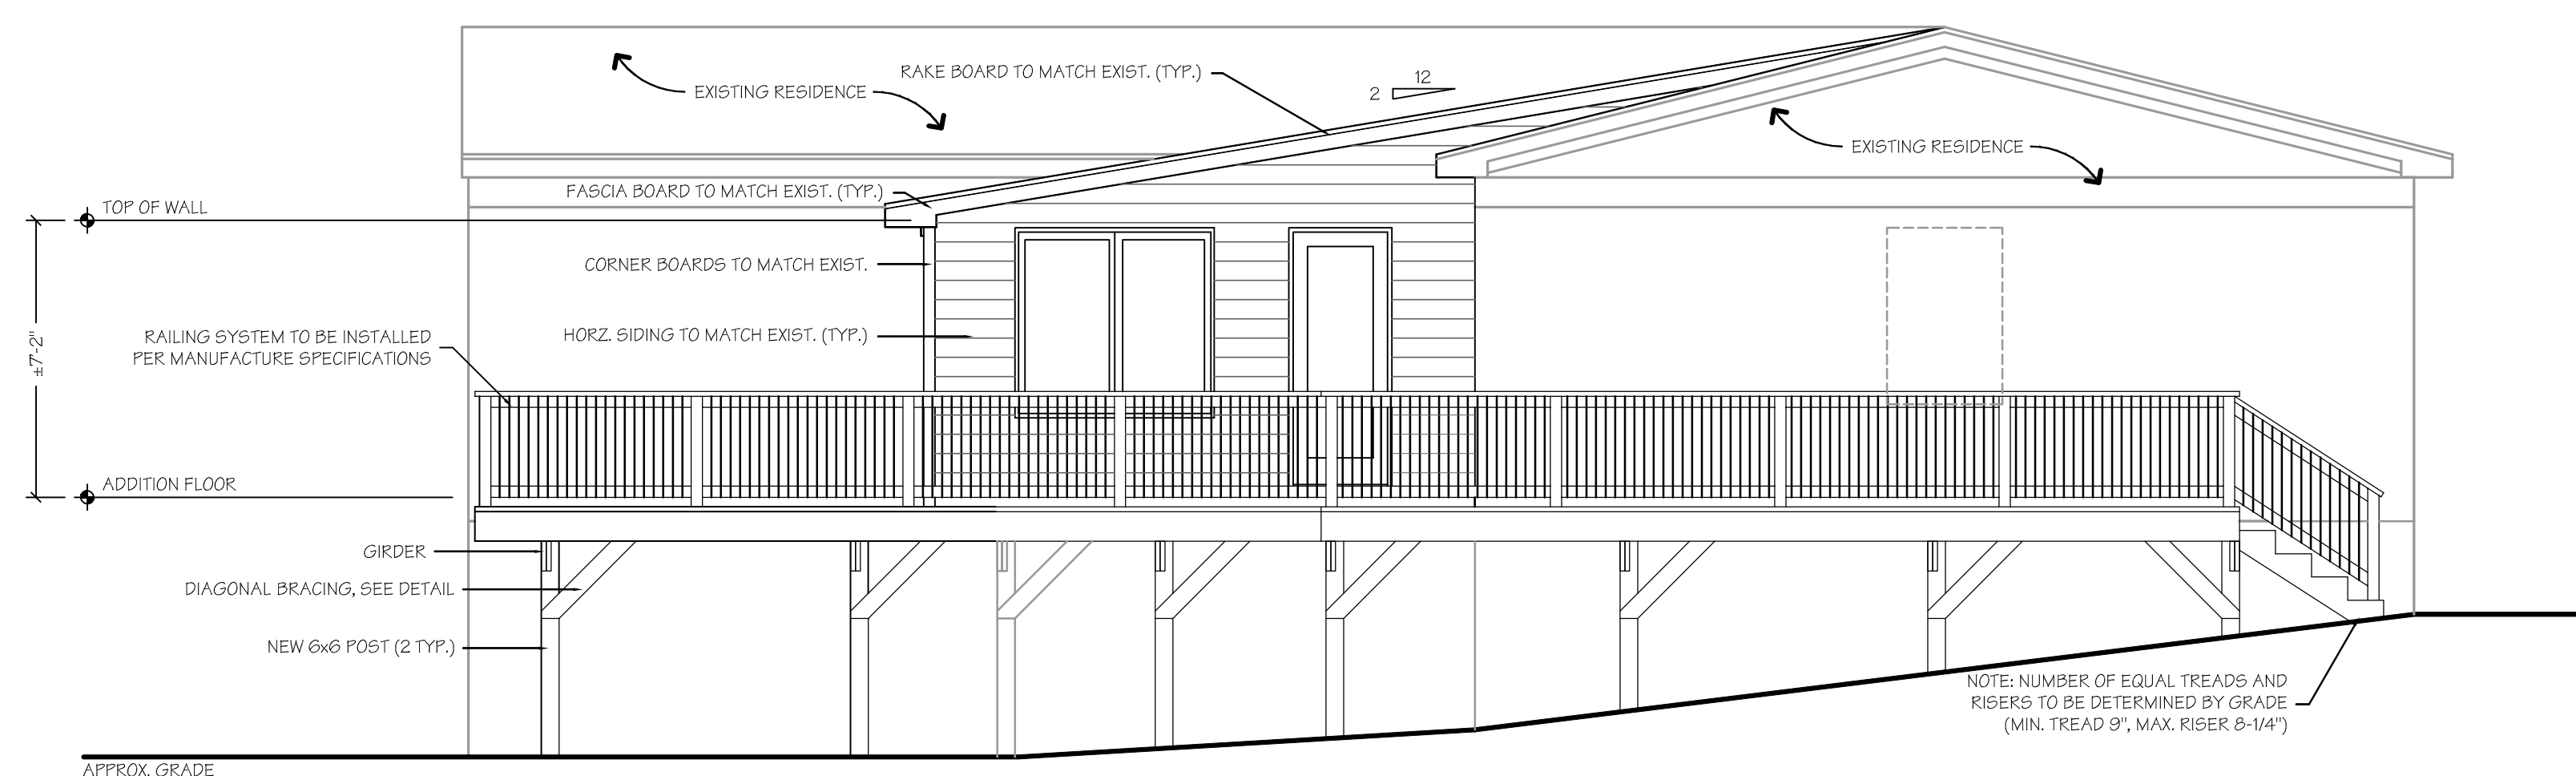 RAKE BOARD TO MATCH EXIST. (TYP.)
12
2
EXISTING RESIDENCE
EXISTING RESIDENCE
FASCIA BOARD TO MATCH EXIST. (TYP.)
TOP OF WALL
CORNER BOARDS TO MATCH EXIST.
HORZ. SIDING TO MATCH EXIST. (TYP.)
RAILING SYSTEM TO BE INSTALLED
PER MANUFACTURE SPECIFICATIONS
±7'-2"
ADDITION FLOOR
GIRDER
DIAGONAL BRACING, SEE DETAIL
NEW 6x6 POST (2 TYP.)
NOTE: NUMBER OF EQUAL TREADS AND
RISERS TO BE DETERMINED BY GRADE
(MIN. TREAD 9", MAX. RISER 8-1/4")
APPROX. GRADE